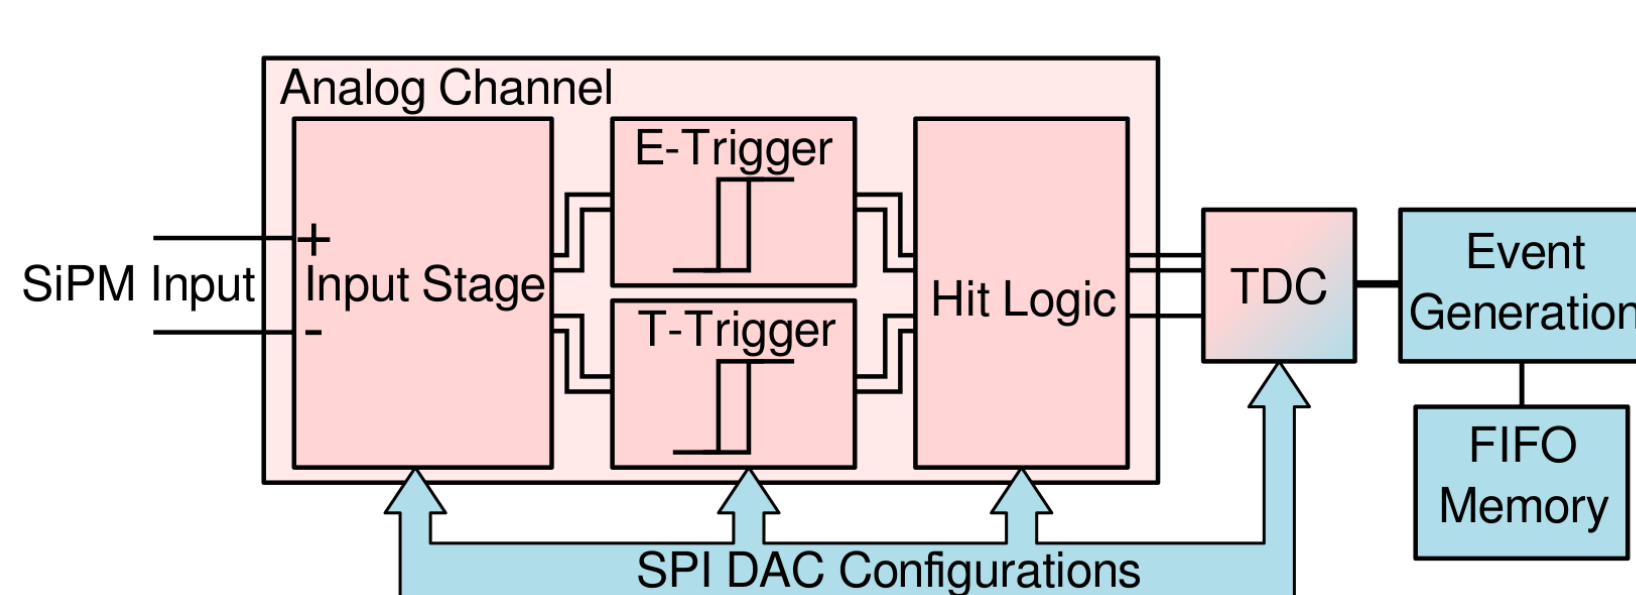 Analog Channel
E-Trigger
T-Trigger
SiPM Input
+
Input Stage
-
Hit Logic
TDC
Event
Generation
FIFO
Memory
SPI DAC Configurations